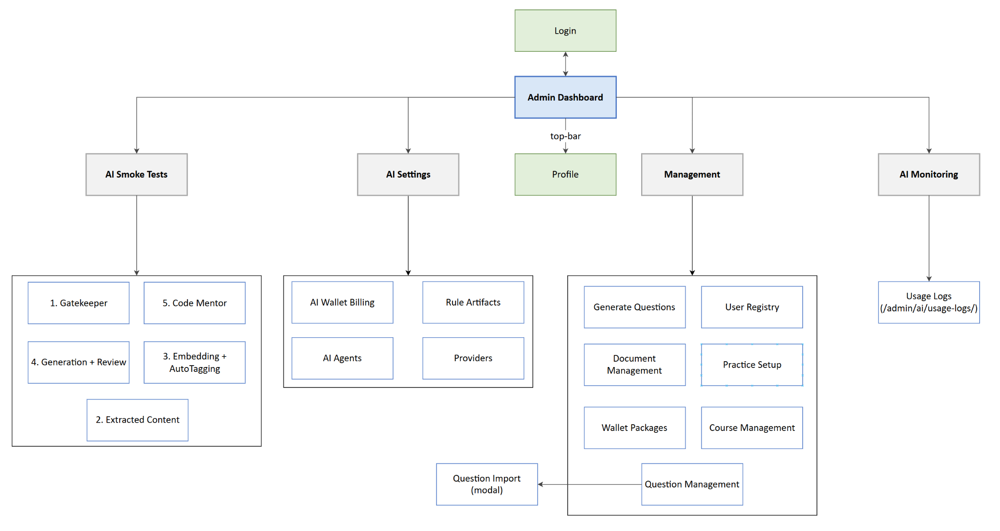 Login
Admin Dashboard
top-bar
AI Smoke Tests
AI Settings
Profile
Management
AI Monitoring
1. Gatekeeper
5. Code Mentor
4. Generation + Review
3. Embedding +
AutoTagging
2. Extracted Content
AI Wallet Billing
Rule Artifacts
AI Agents
Providers
Generate Questions
User Registry
Document
Management
Practice Setup
Wallet Packages
Course Management
Question Management
Question Import
(modal)
Usage Logs
(/admin/ai/usage-logs/)